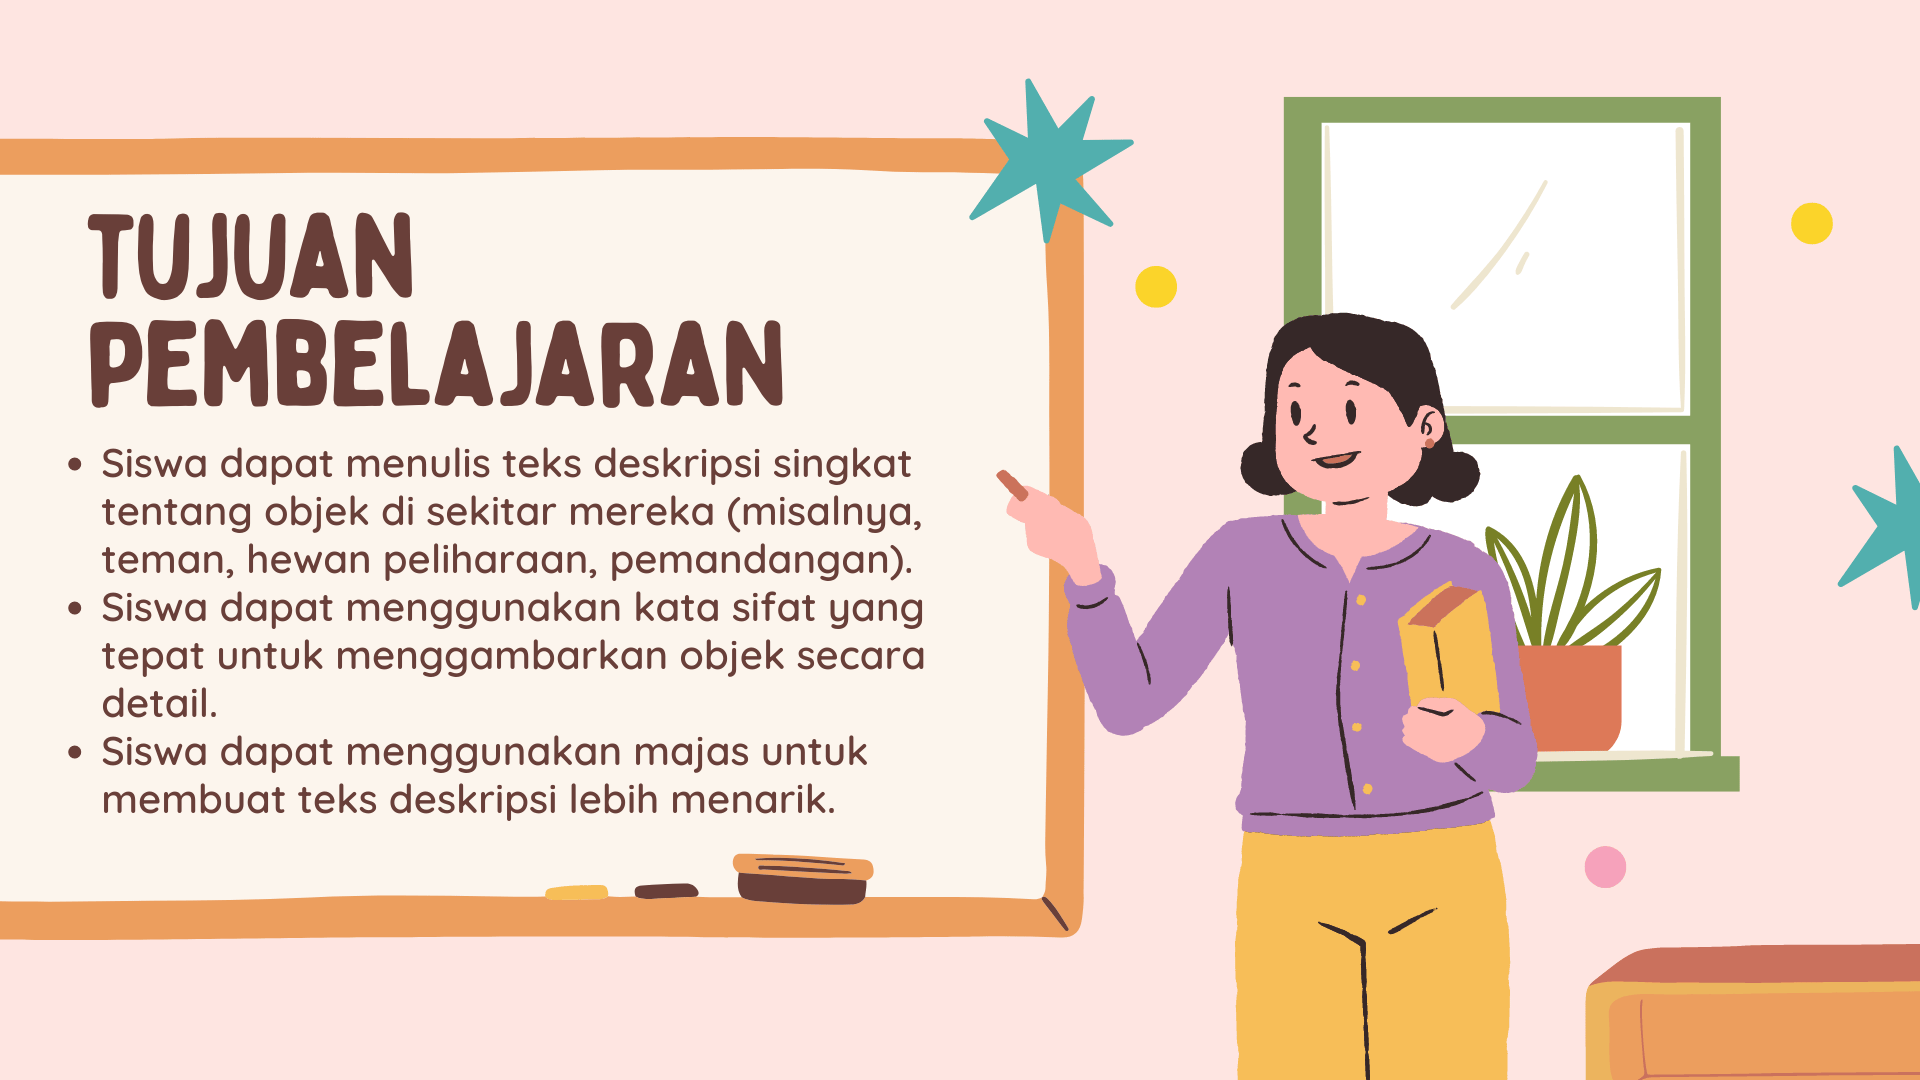 TUJUAN
PEMBELAJARAN
• Siswa dapat menulis teks deskripsi singkat
tentang objek di sekitar mereka (misalnya,
teman, hewan peliharaan, pemandangan).
• Siswa dapat menggunakan kata sifat yang
tepat untuk menggambarkan objek secara
detail.
• Siswa dapat menggunakan majas untuk
membuat teks deskripsi lebih menarik.